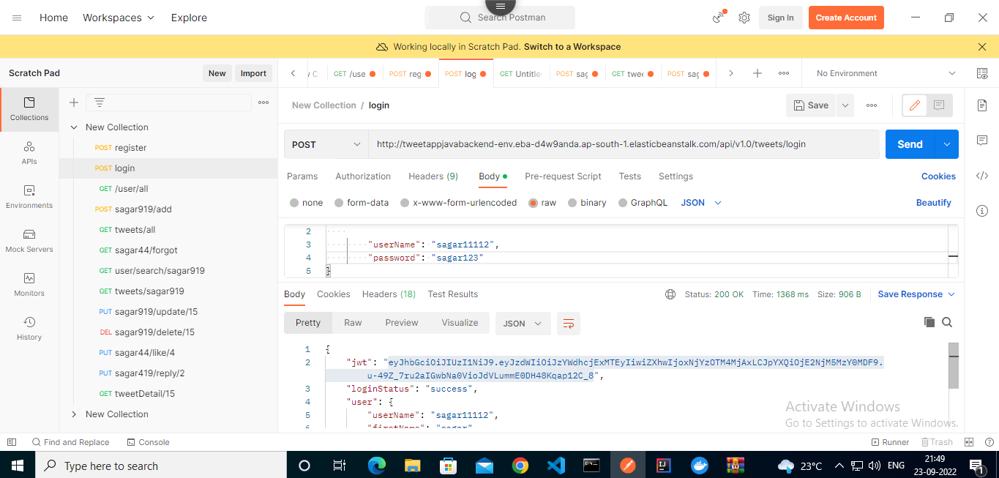 Home Workspaces Explore Search Postman Sign In Create Account
Working locally in Scratch Pad. Switch to a Workspace
Scratch Pad New Import GET /use POST reg POST log GET Untitle POST sag GET twee POST sag No Environment
Collections
New Collection / login Save
New Collection
POST register
POST http://tweetappjavabackend-env.eba-d4w9anda.ap-south-1.elasticbeanstalk.com/api/v1.0/tweets/login Send
APIs
POST login
Params Authorization Headers (9) Body Pre-request Script Tests Settings Cookies
GET /user/all
Environments
none form-data x-www-form-urlencoded raw binary GraphQL JSON Beautify
POST sagar919/add
GET tweets/all
2
3 "userName": "sagar11112",
4 "password": "sagar123"
5 }
Mock Servers
GET sagar44/forgot
GET user/search/sagar919
Monitors
GET tweets/sagar919
Body Cookies Headers (18) Test Results Status: 200 OK Time: 1368 ms Size: 906 B Save Response
PUT sagar919/update/15
Pretty Raw Preview Visualize JSON
History
DEL sagar919/delete/15
PUT sagar44/like/4
PUT sagar419/reply/2
GET tweetDetail/15
New Collection
1 {
2 "jwt": "eyJhbGciOiJIUzI1NiJ9.eyJzdWIiOiJzYWdhcjExMTEyIiwiZXhwIjoxNjYzOTM4MjAxLCJpYXQiOjE2NjM5MzY0MDF9.
u-49Z_7ru2aIGwbNa0VioJdVLummE0DH48Kqap12C_8",
3 "loginStatus": "success",
4 "user": {
5 "userName": "sagar11112",
6 "firstName": "sagar"
Activate Windows
Go to Settings to activate Windows.
Find and Replace Console Runner Trash
Type here to search 23°C ENG 21:49
23-09-2022 1